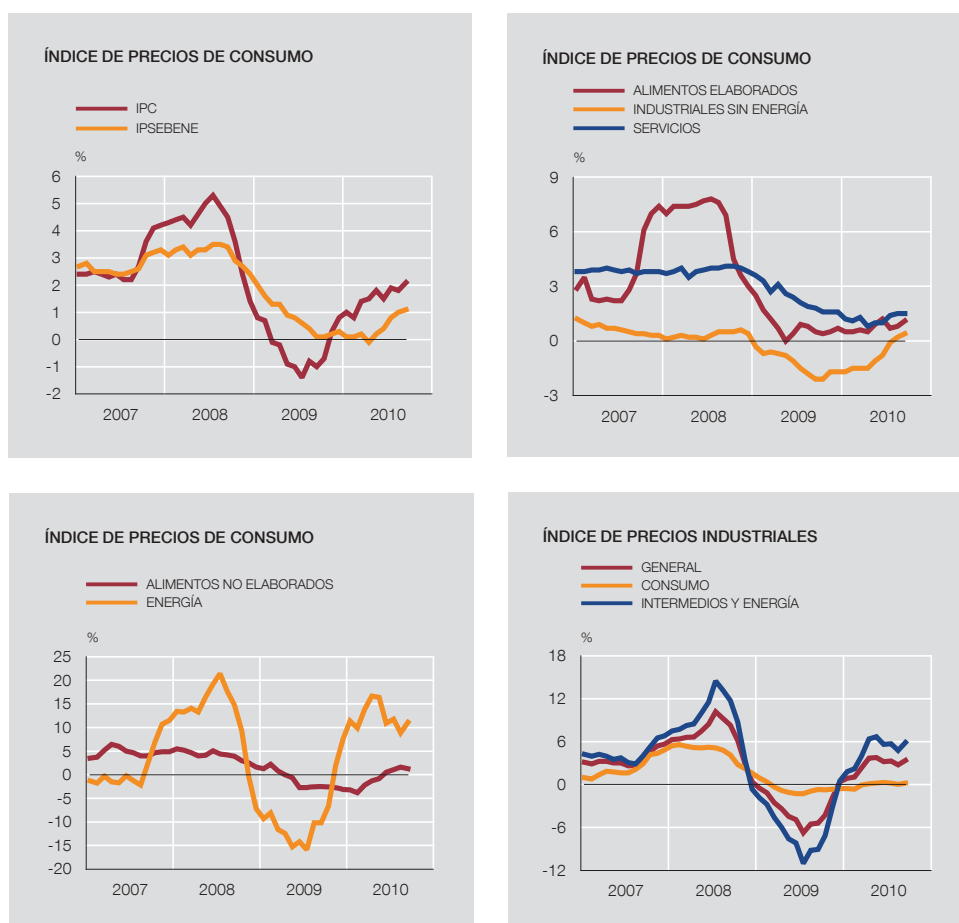 ÍNDICE DE PRECIOS DE CONSUMO
IPC
IPSEBENE
%
6
5
4
3
2
1
0
-1
-2
2007 2008 2009 2010
ÍNDICE DE PRECIOS DE CONSUMO
ALIMENTOS ELABORADOS
INDUSTRIALES SIN ENERGÍA
SERVICIOS
%
9
6
3
0
-3
2007 2008 2009 2010
ÍNDICE DE PRECIOS DE CONSUMO
ALIMENTOS NO ELABORADOS
ENERGÍA
%
25
20
15
10
5
0
-5
-10
-15
-20
2007 2008 2009 2010
ÍNDICE DE PRECIOS INDUSTRIALES
GENERAL
CONSUMO
INTERMEDIOS Y ENERGÍA
%
18
12
6
0
-6
-12
2007 2008 2009 2010